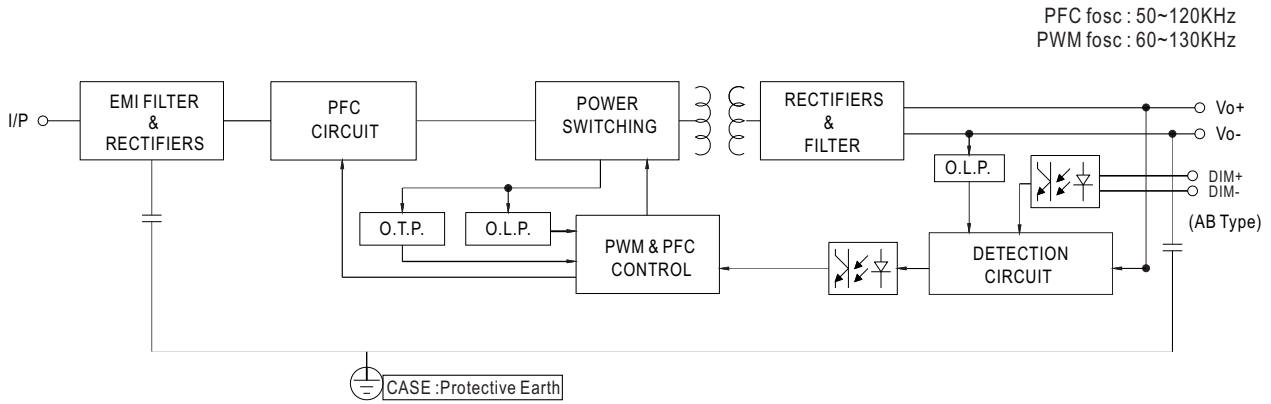 PFC fosc : 50~120KHz
PWM fosc : 60~130KHz
I/P
EMI FILTER
&
RECTIFIERS
PFC
CIRCUIT
POWER
SWITCHING
RECTIFIERS
&
FILTER
Vo+
Vo-
O.L.P.
DIM+
DIM-
(AB Type)
O.T.P.
O.L.P.
PWM & PFC
CONTROL
DETECTION
CIRCUIT
CASE :Protective Earth